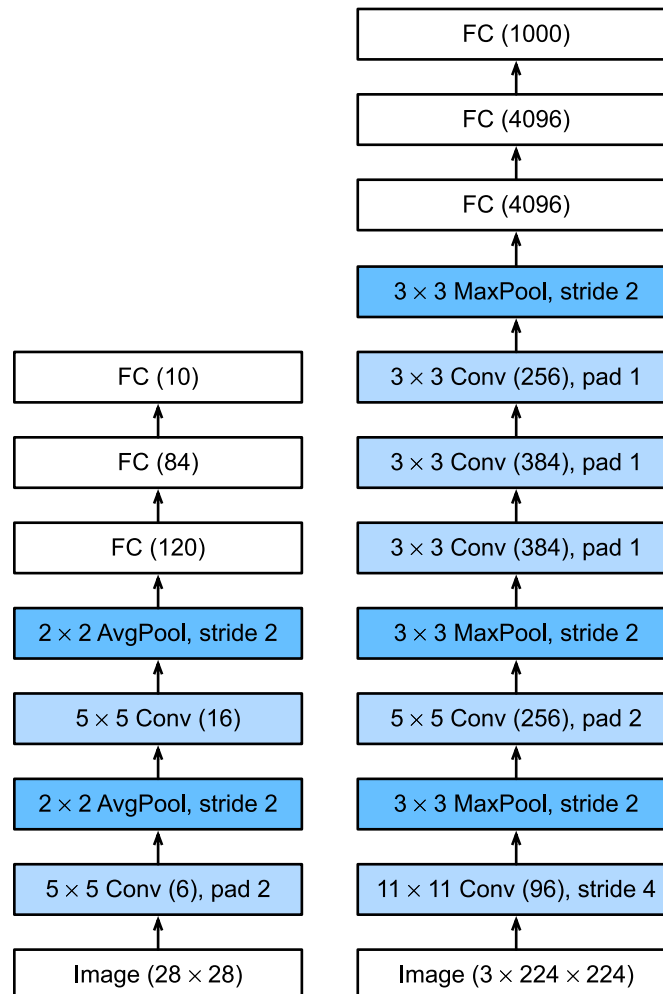 FC (10)
FC (84)
FC (120)
2 × 2 AvgPool, stride 2
5 × 5 Conv (16)
2 × 2 AvgPool, stride 2
5 × 5 Conv (6), pad 2
Image (28 × 28)
FC (1000)
FC (4096)
FC (4096)
3 × 3 MaxPool, stride 2
3 × 3 Conv (256), pad 1
3 × 3 Conv (384), pad 1
3 × 3 Conv (384), pad 1
3 × 3 MaxPool, stride 2
5 × 5 Conv (256), pad 2
3 × 3 MaxPool, stride 2
11 × 11 Conv (96), stride 4
Image (3 × 224 × 224)